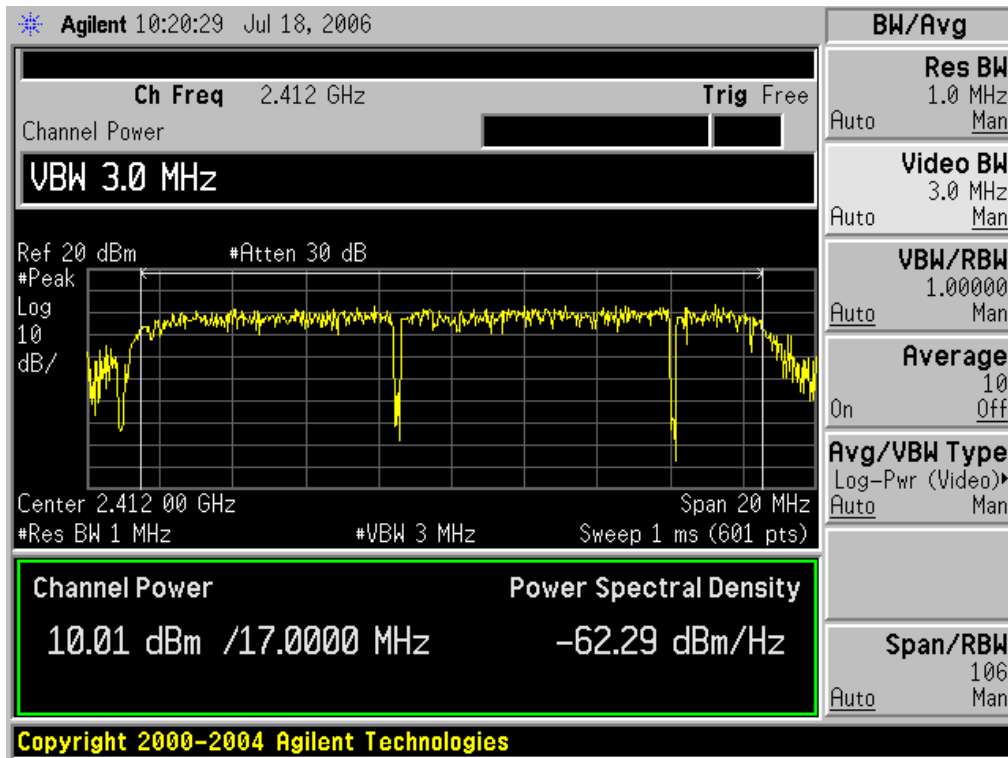 Agilent 10:20:29 Jul 18, 2006
BW/Avg
Ch Freq 2.412 GHz
Trig Free
Channel Power
VBW 3.0 MHz
Ref 20 dBm #Atten 30 dB
#Peak
Log
10
dB/
Center 2.412 00 GHz Span 20 MHz
#Res BW 1 MHz #VBW 3 MHz Sweep 1 ms (601 pts)
Channel Power Power Spectral Density
10.01 dBm /17.0000 MHz -62.29 dBm/Hz
Res BW
1.0 MHz
Auto Man
Video BW
3.0 MHz
Auto Man
VBW/RBW
1.00000
Auto Man
Average
10
On Off
Avg/VBW Type
Log-Pwr (Video)▸
Auto Man
Span/RBW
106
Auto Man
Copyright 2000-2004 Agilent Technologies